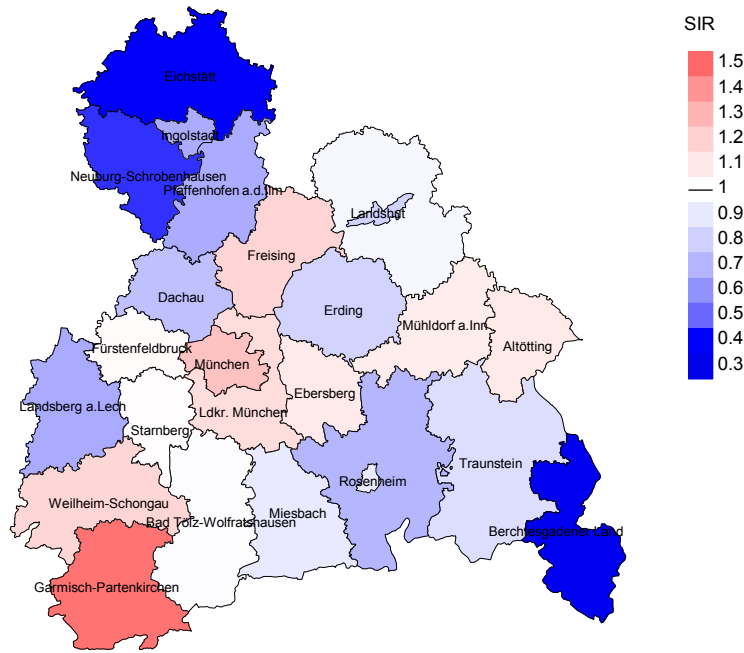 SIR
1.5
1.4
1.3
1.2
1.1
1
0.9
0.8
0.7
0.6
0.5
0.4
0.3
Eichstätt
Ingolstadt
Neuburg-Schrobenhausen
Pfaffenhofen a.d.Ilm
Landshst
Freising
Dachau
Erding
Mühldorf a.Inn
Fürstenfeldbruck
Altötting
München
Ebersberg
Landsberg a.Lech
Ldkr. München
Starnberg
Traunstein
Rosenheim
Weilheim-Schongau
Miesbach
Bad Tölz-Wolfratshausen
Berchtesgadener Land
Garmisch-Partenkirchen